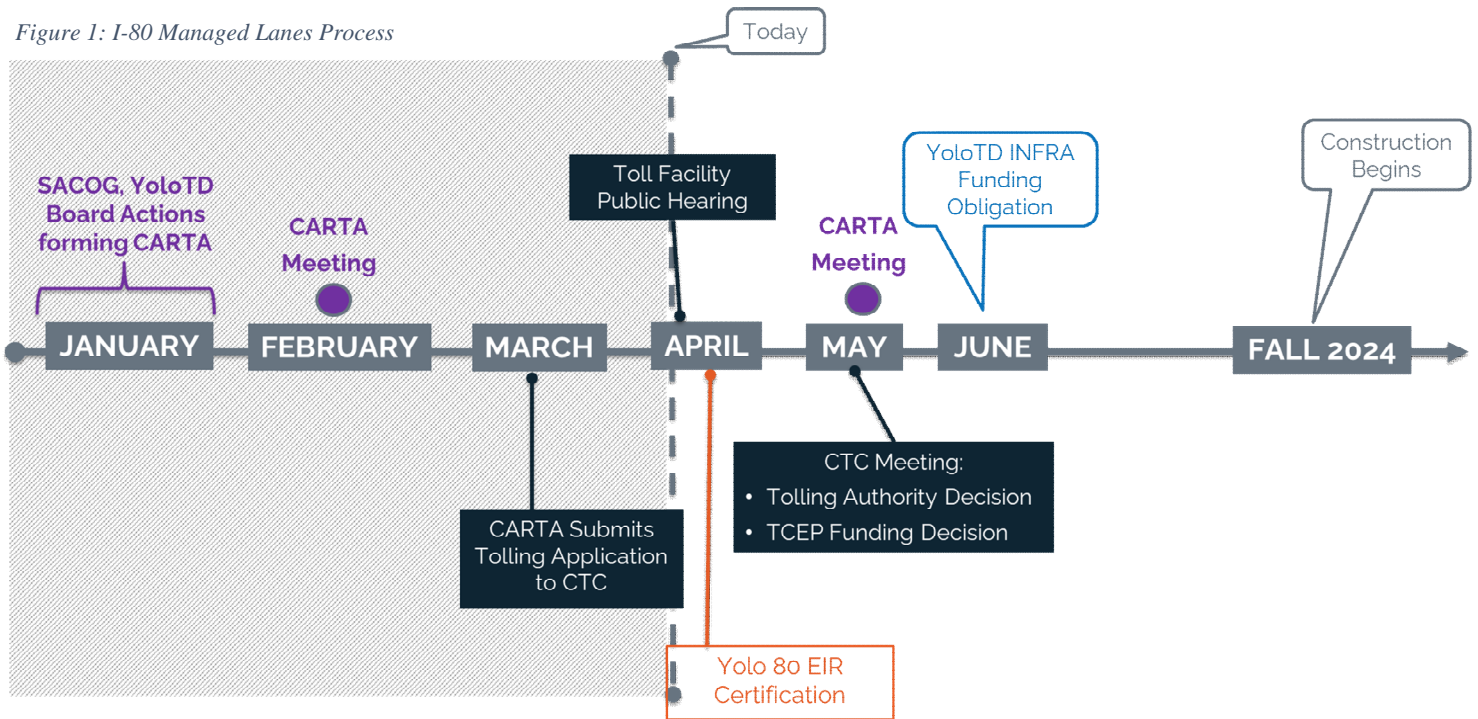 Figure 1: I-80 Managed Lanes Process
Today
SACOG, YoloTD
Board Actions
forming CARTA
CARTA
Meeting
Toll Facility
Public Hearing
CARTA
Meeting
YoloTD INFRA
Funding
Obligation
Construction
Begins
JANUARY
FEBRUARY
MARCH
APRIL
MAY
JUNE
FALL 2024
CARTA Submits
Tolling Application
to CTC
CTC Meeting:
• Tolling Authority Decision
• TCEP Funding Decision
Yolo 80 EIR
Certification